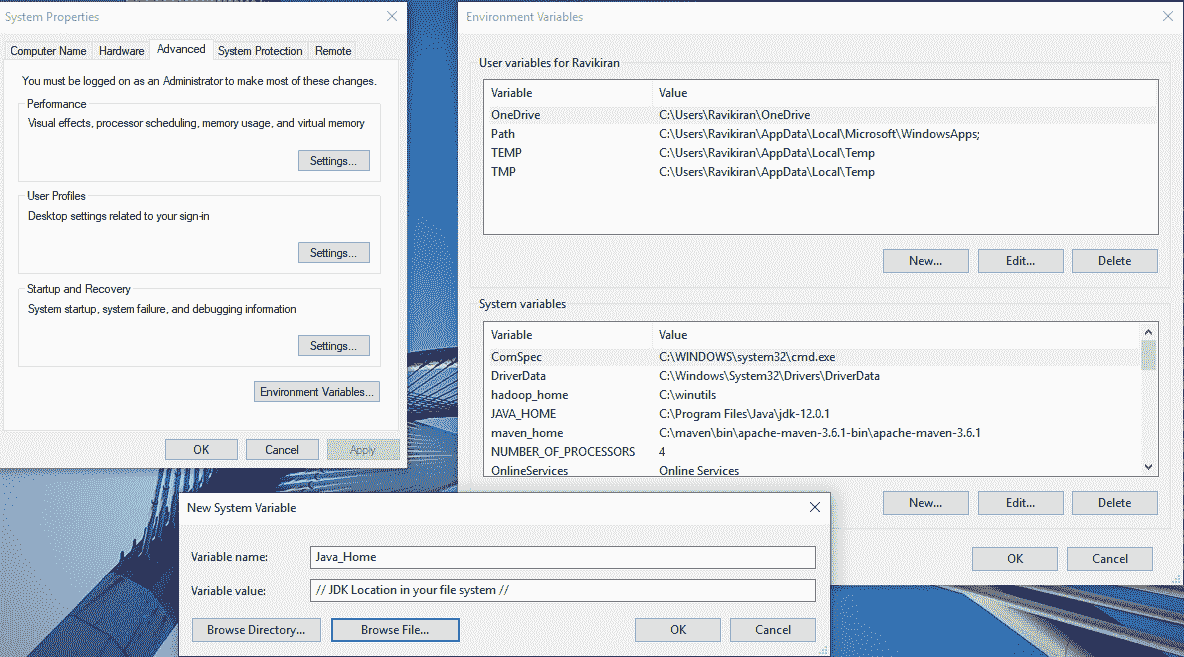 System Properties
Computer Name Hardware Advanced System Protection Remote
You must be logged on as an Administrator to make most of these changes.
Performance
Visual effects, processor scheduling, memory usage, and virtual memory
Settings...
User Profiles
Desktop settings related to your sign-in
Settings...
Startup and Recovery
System startup, system failure, and debugging information
Settings...
Environment Variables...
OK Cancel Apply
Environment Variables
User variables for Ravikiran
Variable Value
OneDrive C:\Users\Ravikiran\OneDrive
Path C:\Users\Ravikiran\AppData\Local\Microsoft\WindowsApps;
TEMP C:\Users\Ravikiran\AppData\Local\Temp
TMP C:\Users\Ravikiran\AppData\Local\Temp
New... Edit... Delete
System variables
Variable Value
ComSpec C:\WINDOWS\system32\cmd.exe
DriverData C:\Windows\System32\Drivers\DriverData
hadoop_home C:\winutils
JAVA_HOME C:\Program Files\Java\jdk-12.0.1
maven_home C:\maven\bin\apache-maven-3.6.1-bin\apache-maven-3.6.1
NUMBER_OF_PROCESSORS 4
OnlineServices Online Services
New... Edit... Delete
OK Cancel
New System Variable
Variable name: Java_Home
Variable value: // JDK Location in your file system //
Browse Directory... Browse File... OK Cancel